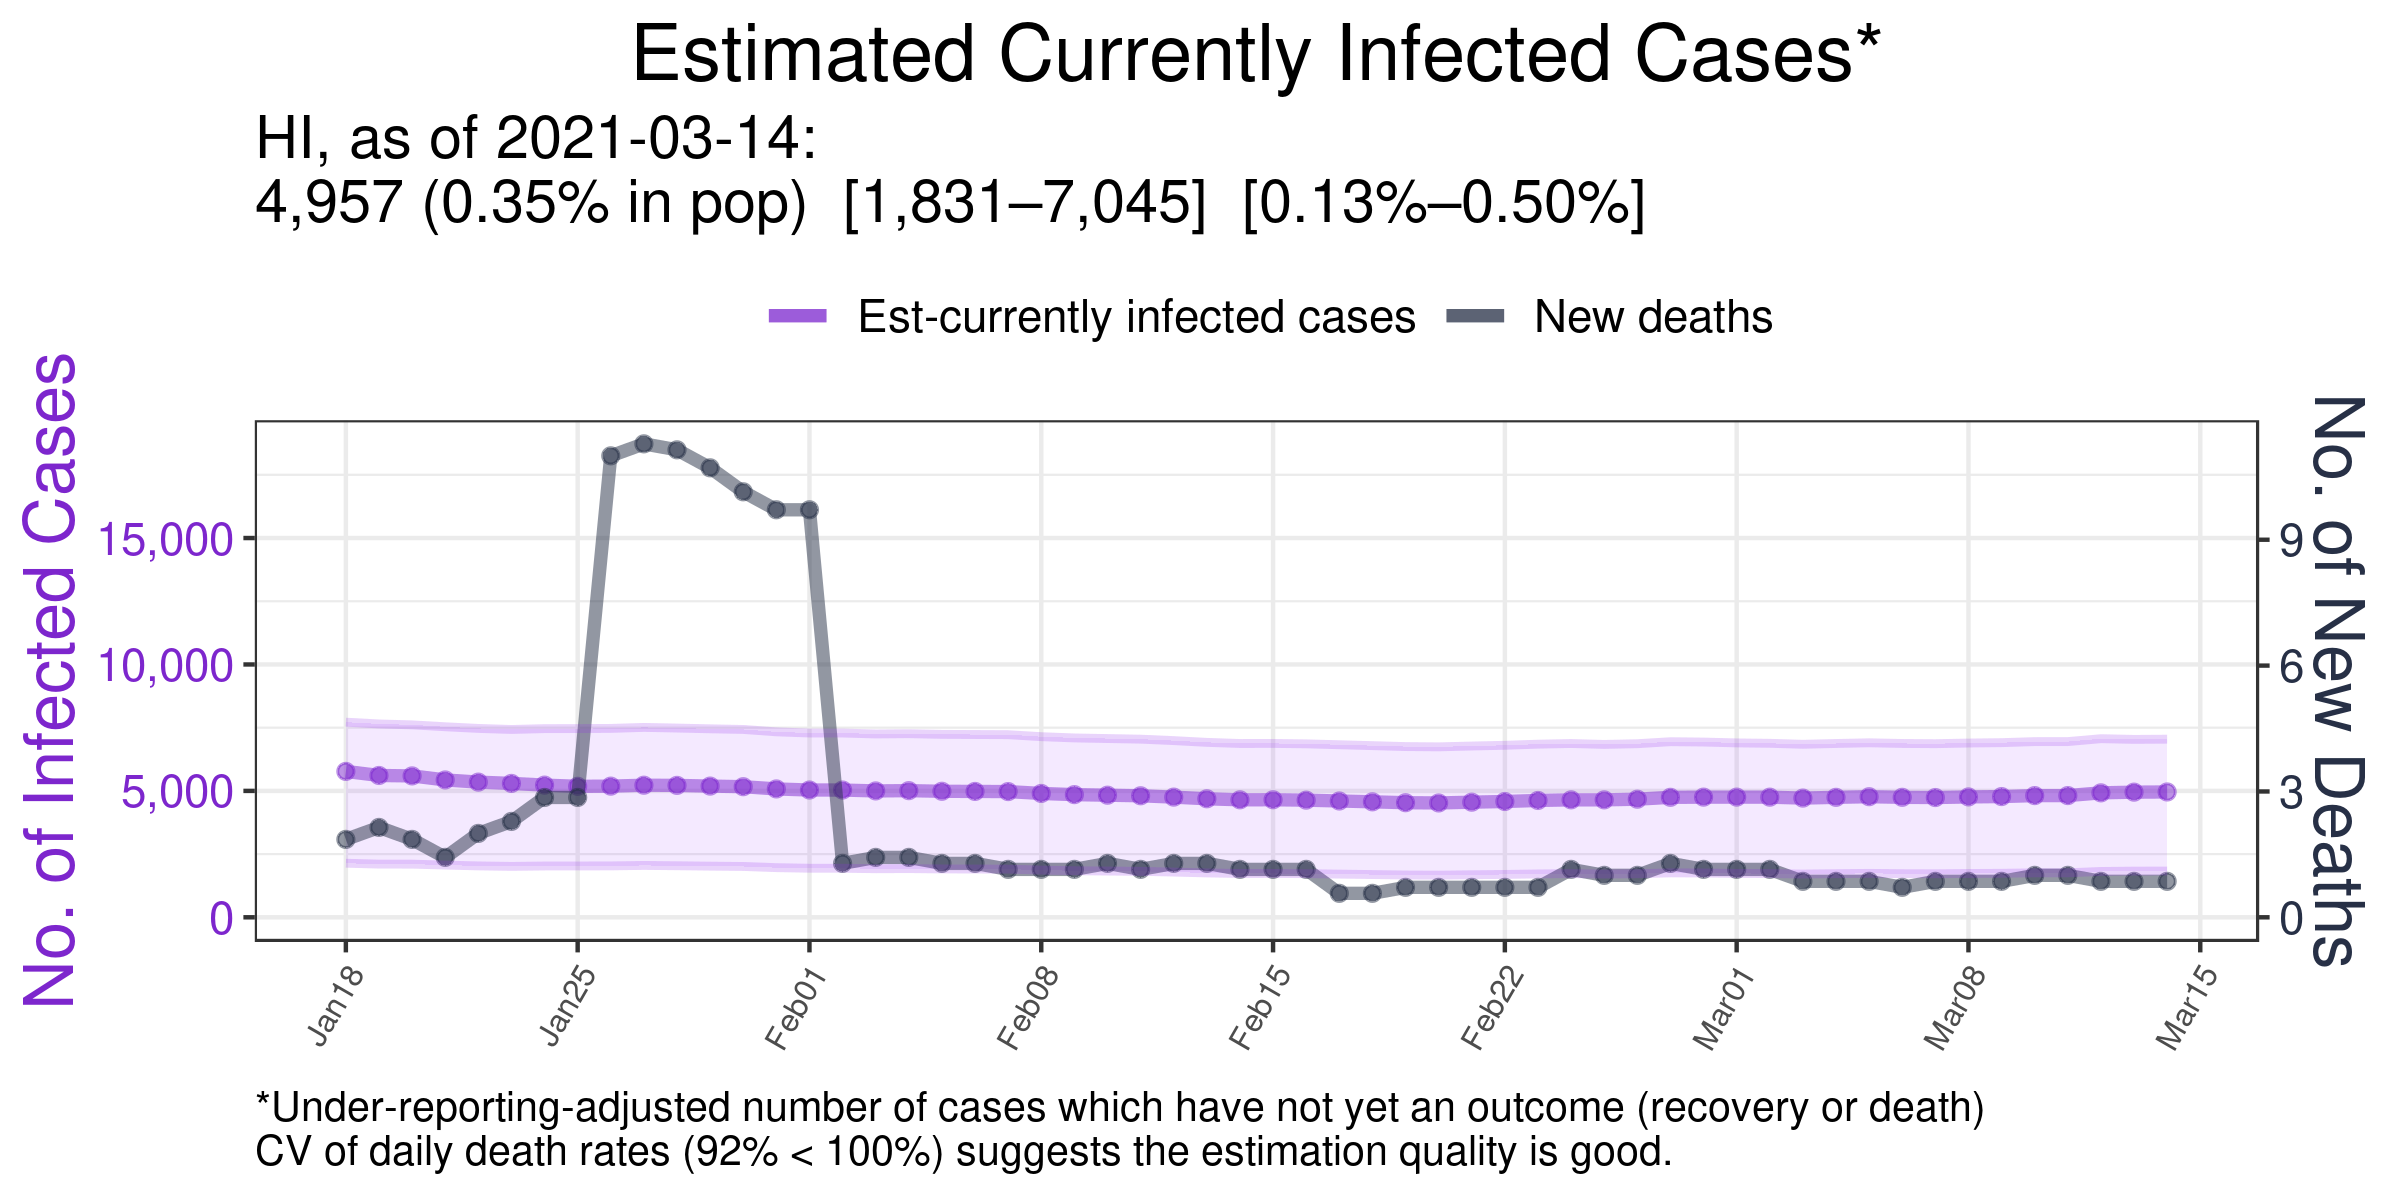 Estimated Currently Infected Cases*
HI, as of 2021-03-14:
4,957 (0.35% in pop)  [1,831–7,045]  [0.13%–0.50%]
Est-currently infected cases
New deaths
No. of Infected Cases
15,000
10,000
5,000
0
9
6
3
0
No. of New Deaths
Jan18
Jan25
Feb01
Feb08
Feb15
Feb22
Mar01
Mar08
Mar15
*Under-reporting-adjusted number of cases which have not yet an outcome (recovery or death)
CV of daily death rates (92% < 100%) suggests the estimation quality is good.